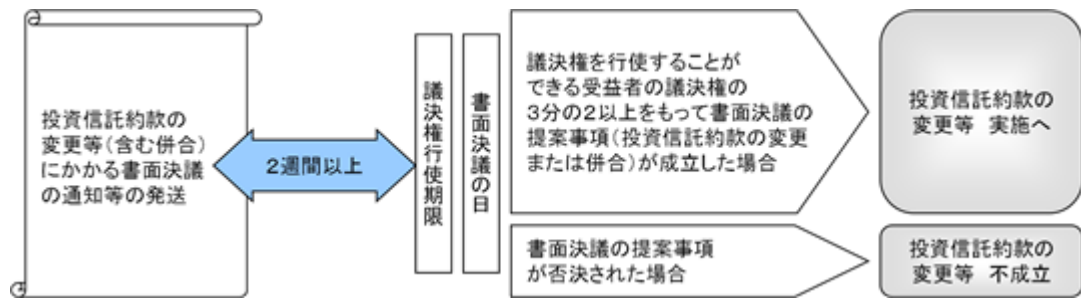 投資信託約款の
変更等(含む併合)
にかかる書面決議
の通知等の発送
2週間以上
議決権行使期限
書面決議の日
議決権を行使することが
できる受益者の議決権の
3分の2以上をもって書面決議の
提案事項(投資信託約款の変更
または併合)が成立した場合
投資信託約款の
変更等 実施へ
書面決議の提案事項
が否決された場合
投資信託約款の
変更等 不成立